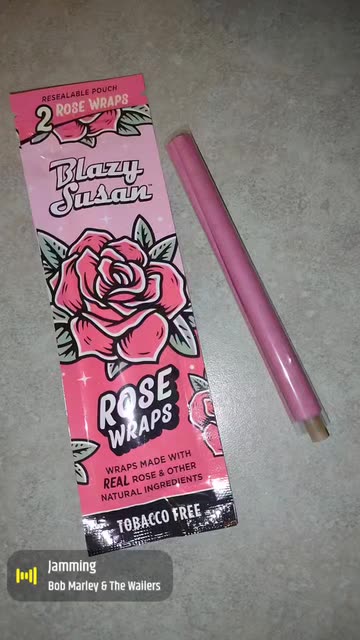 RESEALABLE POUCH
2 ROSE WRAPS
Blazy
Susan
ROSE
WRAPS
WRAPS MADE WITH
REAL ROSE & OTHER
NATURAL INGREDIENTS
TOBACCO FREE
Jamming
Bob Marley & The Wailers